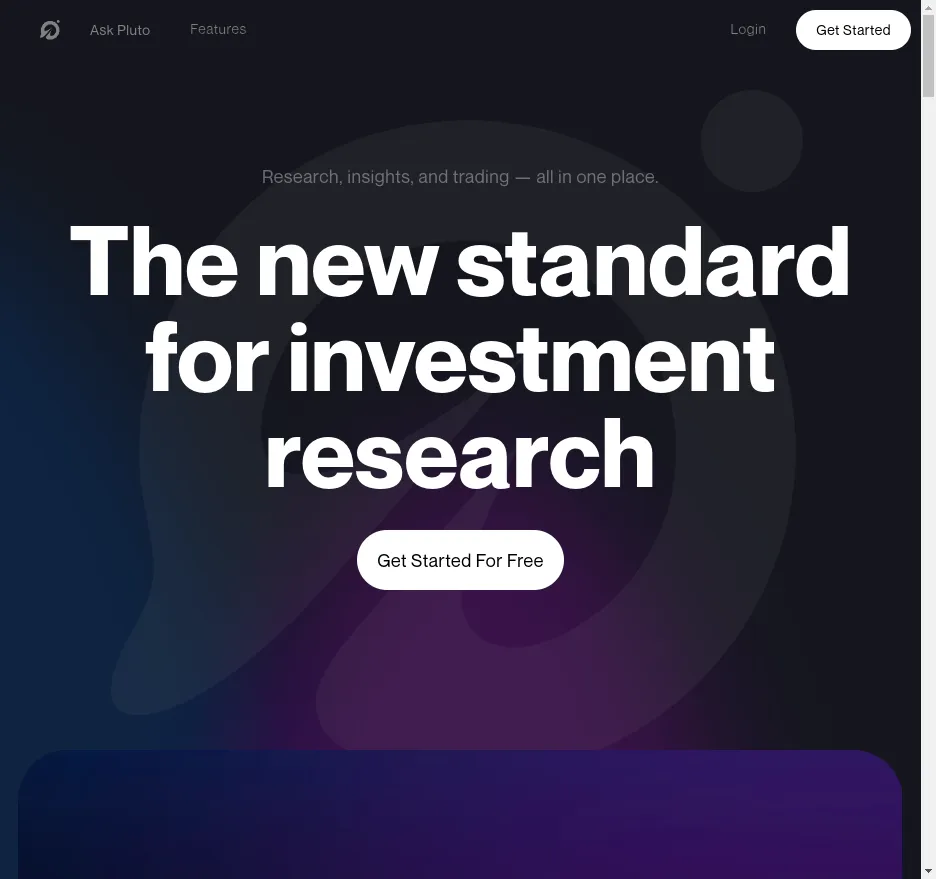 Ask Pluto
Features
Login
Get Started
Research, insights, and trading — all in one place.
The new standard
for investment
research
Get Started For Free